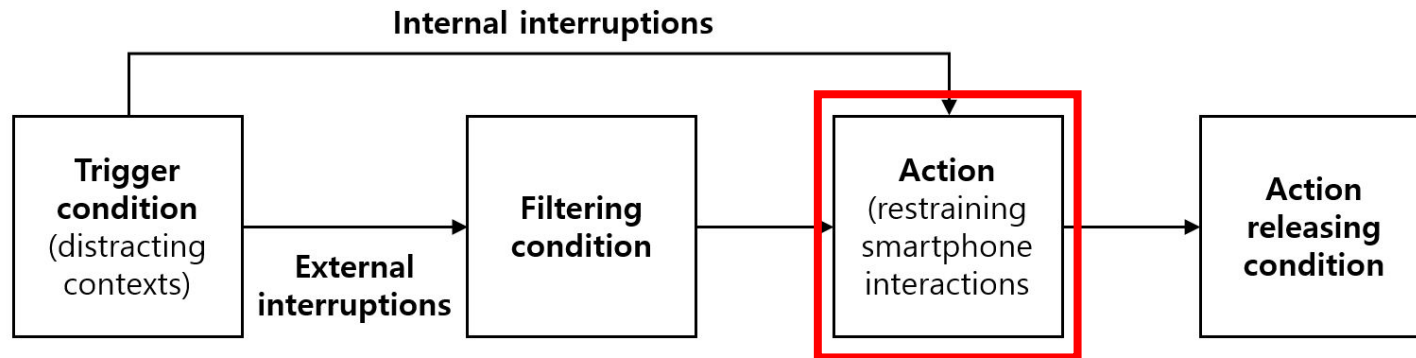 Internal interruptions
Trigger
condition
(distracting
contexts)
External
interruptions
Filtering
condition
Action
(restraining
smartphone
interactions
Action
releasing
condition